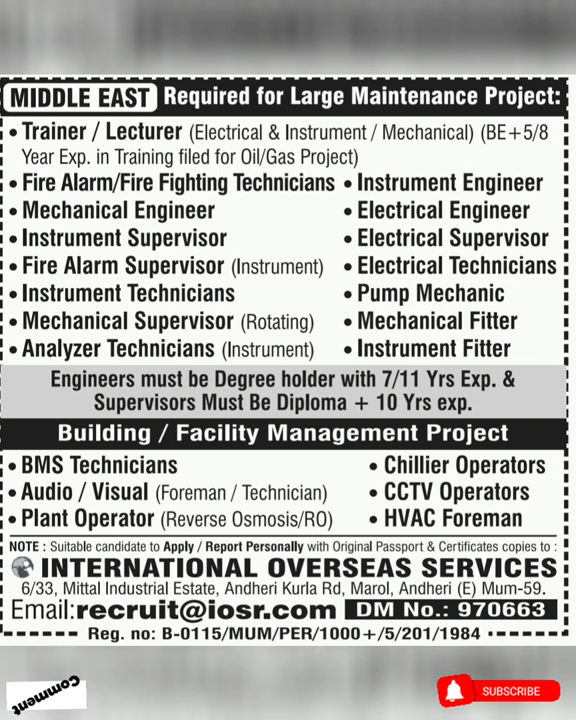 MIDDLE EAST Required for Large Maintenance Project:
• Trainer / Lecturer (Electrical & Instrument / Mechanical) (BE+5/8
Year Exp. in Training filed for Oil/Gas Project)
• Fire Alarm/Fire Fighting Technicians • Instrument Engineer
• Mechanical Engineer • Electrical Engineer
• Instrument Supervisor • Electrical Supervisor
• Fire Alarm Supervisor (Instrument) • Electrical Technicians
• Instrument Technicians • Pump Mechanic
• Mechanical Supervisor (Rotating) • Mechanical Fitter
• Analyzer Technicians (Instrument) • Instrument Fitter
Engineers must be Degree holder with 7/11 Yrs Exp. &
Supervisors Must Be Diploma + 10 Yrs exp.
Building / Facility Management Project
• BMS Technicians • Chillier Operators
• Audio / Visual (Foreman / Technician) • CCTV Operators
• Plant Operator (Reverse Osmosis/RO) • HVAC Foreman
NOTE : Suitable candidate to Apply / Report Personally with Original Passport & Certificates copies to :
INTERNATIONAL OVERSEAS SERVICES
6/33, Mittal Industrial Estate, Andheri Kurla Rd, Marol, Andheri (E) Mum-59.
Email:recruit@iosr.com DM No.: 970663
Reg. no: B-0115/MUM/PER/1000+/5/201/1984
Comment
SUBSCRIBE